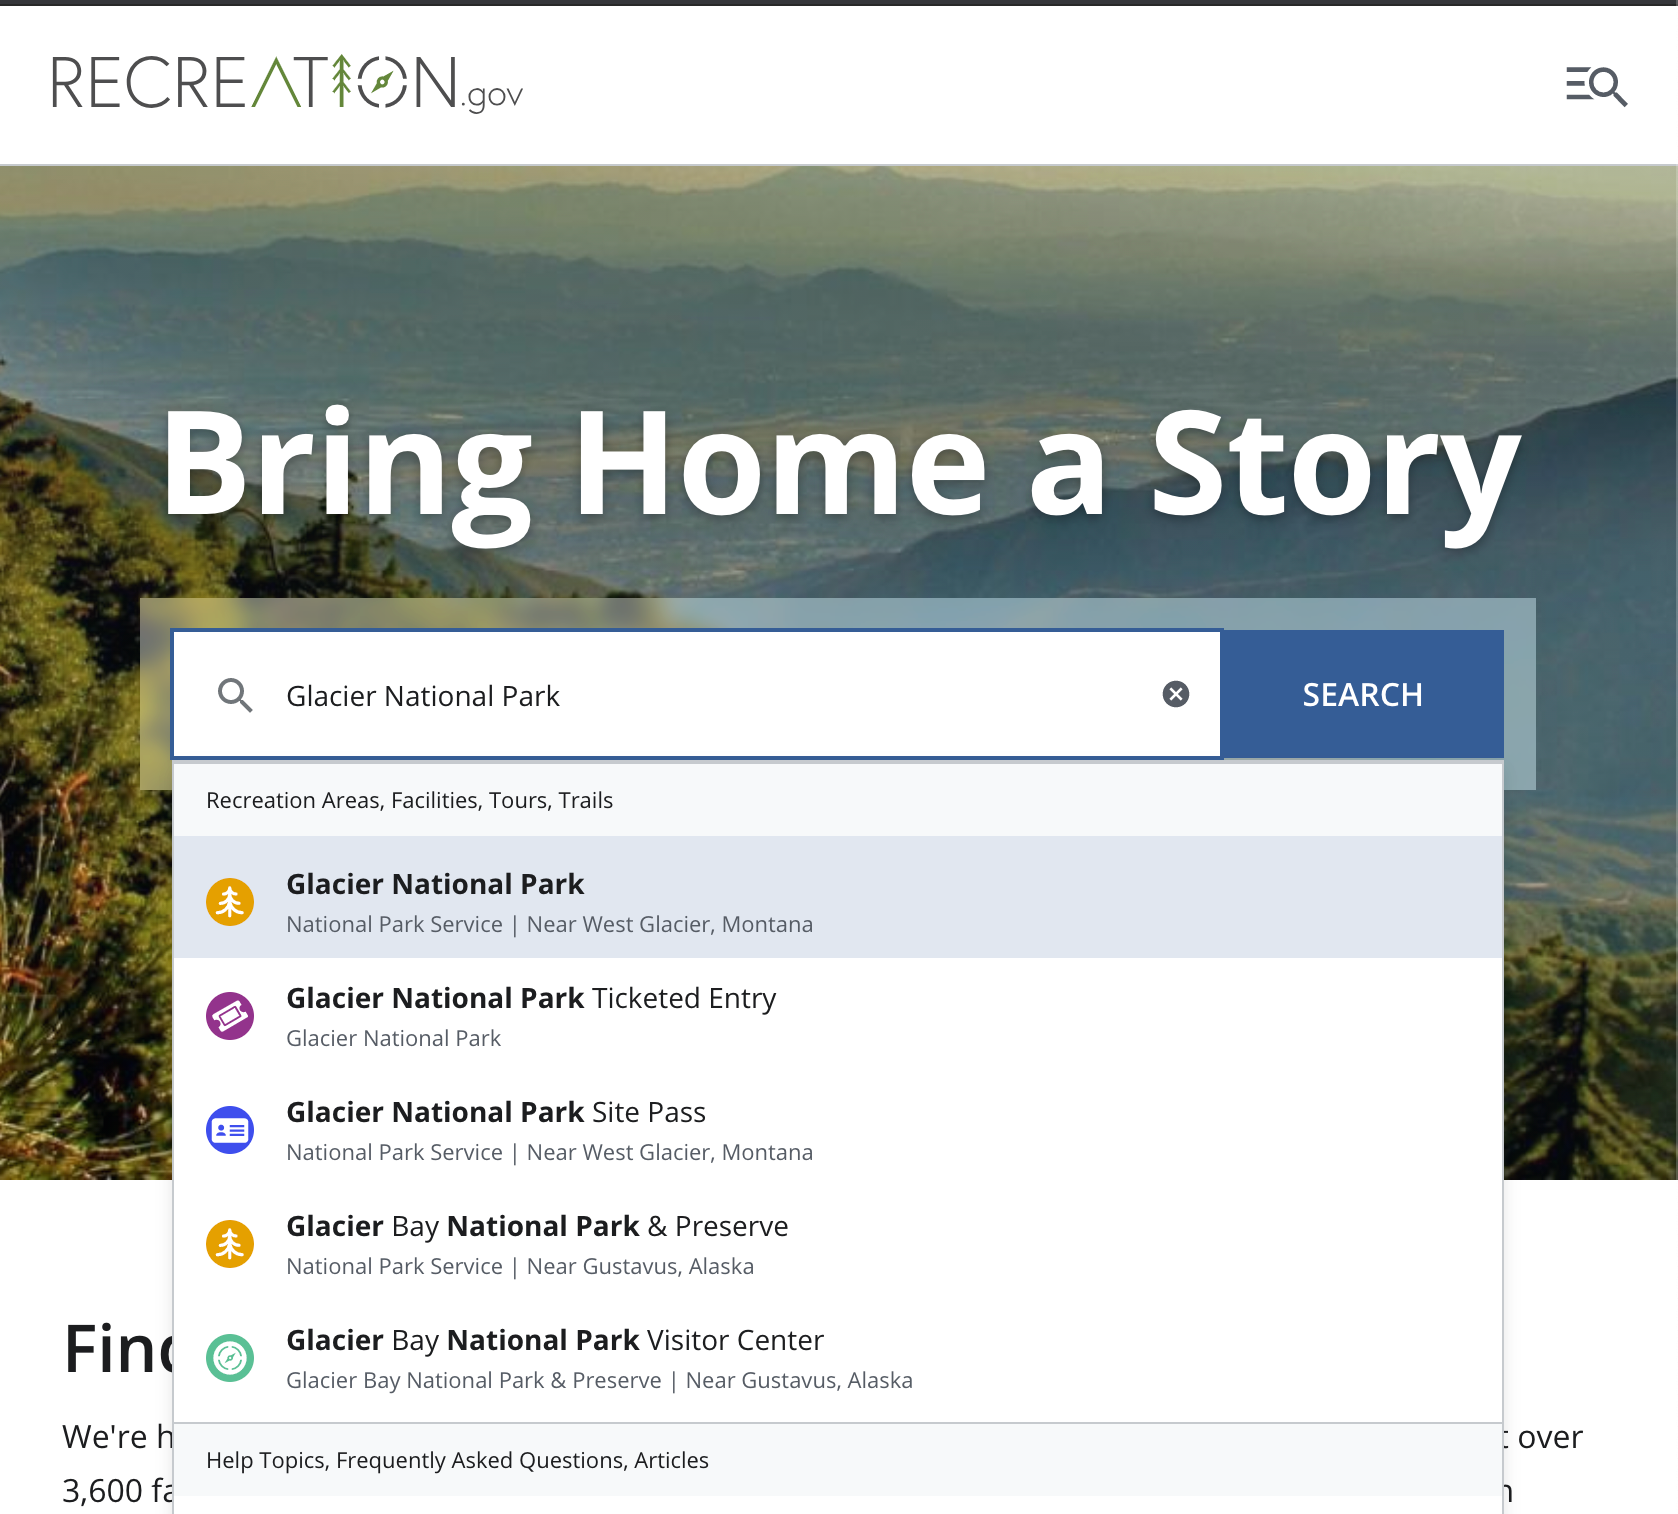 RECREATION.gov
Bring Home a Story
Glacier National Park
SEARCH
Recreation Areas, Facilities, Tours, Trails
Glacier National Park
National Park Service | Near West Glacier, Montana
Glacier National Park Ticketed Entry
Glacier National Park
Glacier National Park Site Pass
National Park Service | Near West Glacier, Montana
Glacier Bay National Park & Preserve
National Park Service | Near Gustavus, Alaska
Glacier Bay National Park Visitor Center
Glacier Bay National Park & Preserve | Near Gustavus, Alaska
Help Topics, Frequently Asked Questions, Articles
We're over
3,600